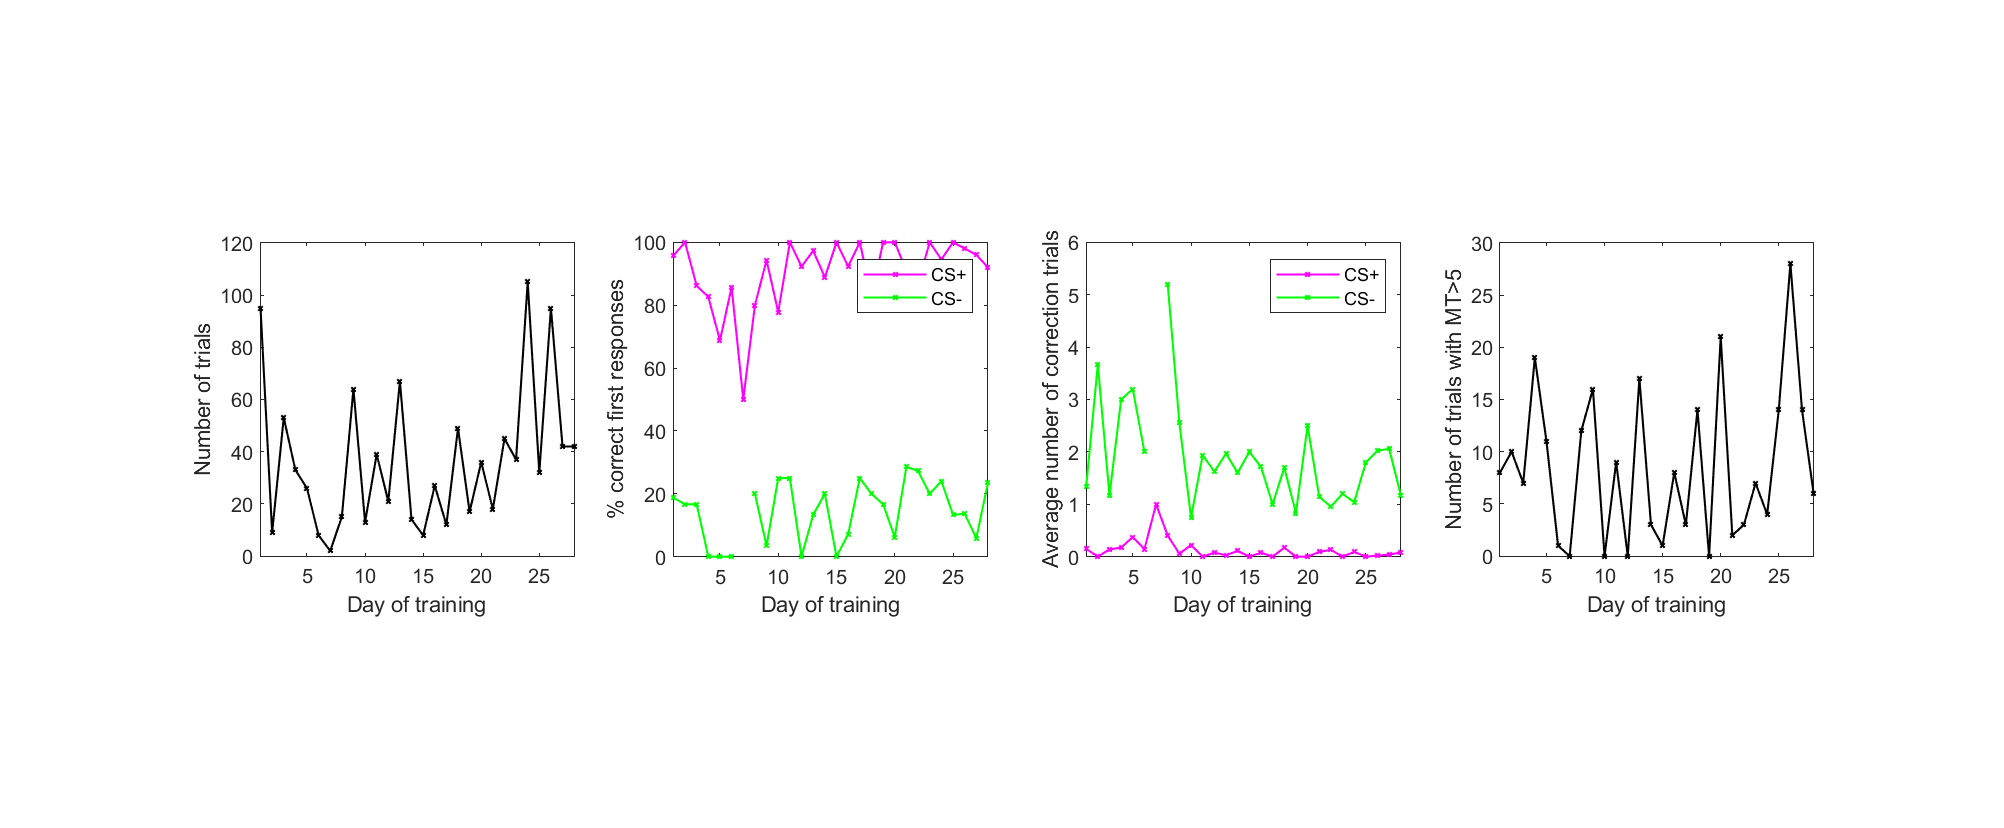 120
100
80
60
40
20
0
5 10 15 20 25
Number of trials
Day of training
100
80
60
40
20
0
5 10 15 20 25
% correct first responses
Day of training
CS+
CS-
6
5
4
3
2
1
0
5 10 15 20 25
Average number of correction trials
Day of training
CS+
CS-
30
25
20
15
10
5
0
5 10 15 20 25
Number of trials with MT>5
Day of training